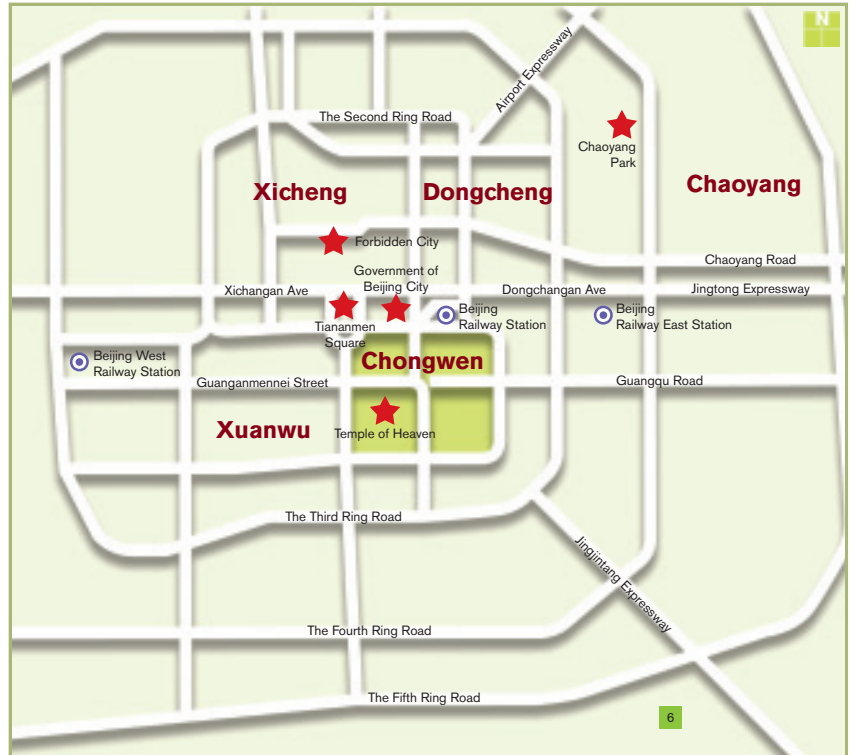 N
Airport Expressway
The Second Ring Road
Chaoyang
Park
Xicheng
Dongcheng
Chaoyang
Forbidden City
Chaoyang Road
Government of
Beijing City
Xichangan Ave
Dongchangan Ave
Jingtong Expressway
Tiananmen
Square
Beijing
Railway Station
Beijing
Railway East Station
Beijing West
Railway Station
Chongwen
Guanganmennei Street
Guangqu Road
Xuanwu
Temple of Heaven
The Third Ring Road
Jingjintang Expressway
The Fourth Ring Road
The Fifth Ring Road
6